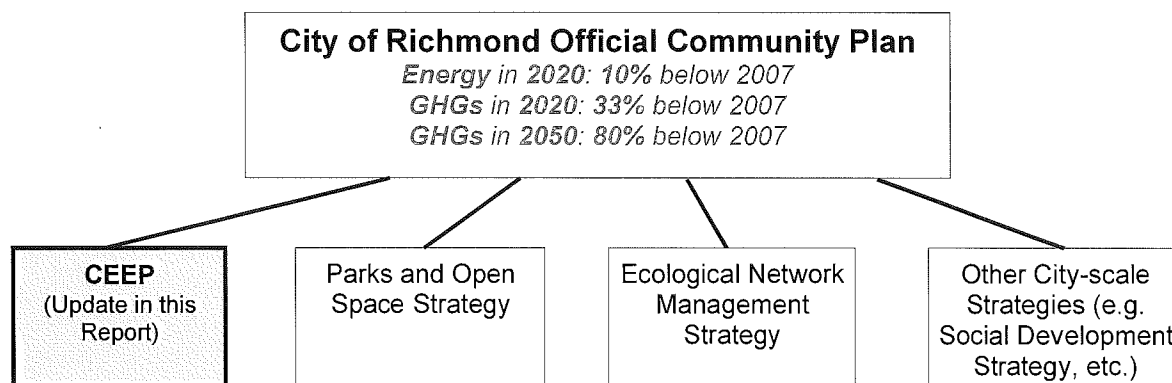 City of Richmond Official Community Plan
Energy in 2020: 10% below 2007
GHGs in 2020: 33% below 2007
GHGs in 2050: 80% below 2007
CEEP
(Update in this
Report)
Parks and Open
Space Strategy
Ecological Network
Management
Strategy
Other City-scale
Strategies (e.g.
Social Development
Strategy, etc.)